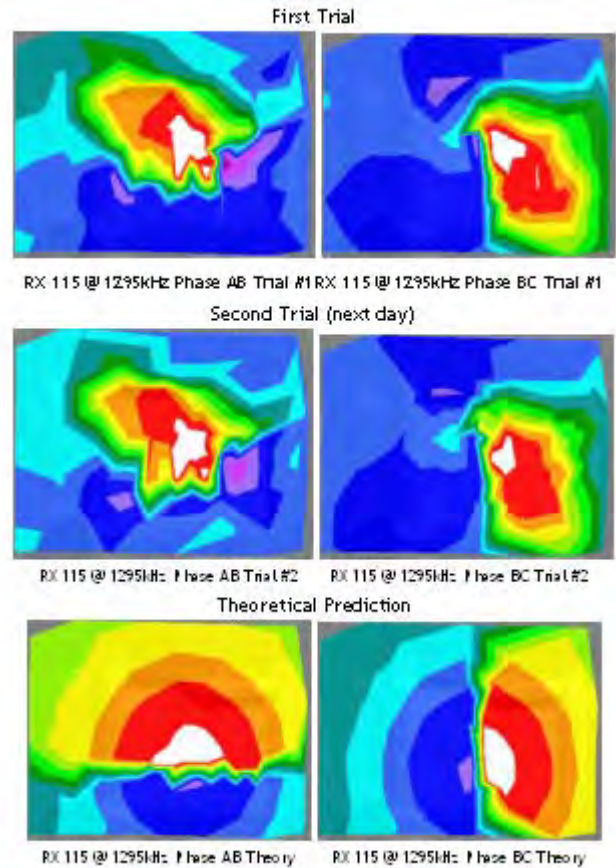 First Trial
RX 115 @ 1295kHz Phase AB Trial #1 RX 115 @ 1295kHz Phase BC Trial #1
Second Trial (next day)
RX 115 @ 1295kHz Phase AB Trial #2 RX 115 @ 1295kHz Phase BC Trial #2
Theoretical Prediction
RX 115 @ 1295kHz Phase AB Theory RX 115 @ 1295kHz Phase BC Theory